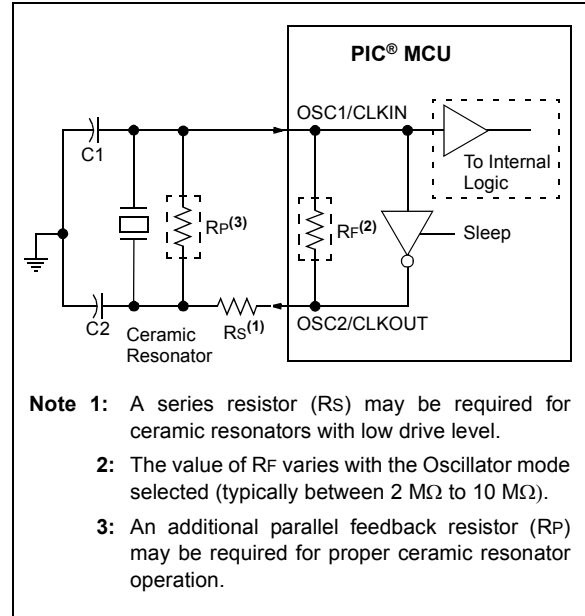 PIC® MCU
OSC1/CLKIN
C1
To Internal
Logic
RP(3)
RF(2)
Sleep
C2
Ceramic
Resonator
RS(1)
OSC2/CLKOUT
Note 1: A series resistor (RS) may be required for
ceramic resonators with low drive level.
2: The value of RF varies with the Oscillator mode
selected (typically between 2 MΩ to 10 MΩ).
3: An additional parallel feedback resistor (RP)
may be required for proper ceramic resonator
operation.